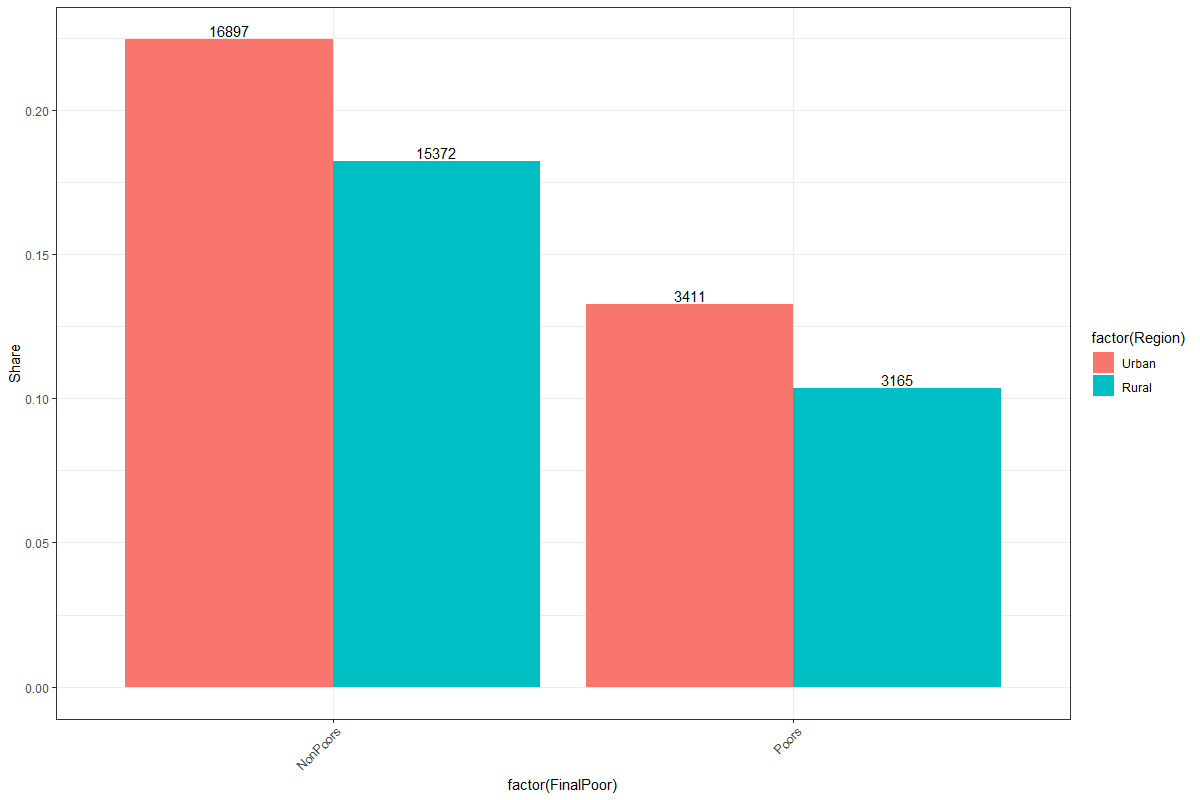 16897
15372
3411
3165
0.20
0.15
0.10
0.05
0.00
Share
NonPoors
Poors
factor(FinalPoor)
factor(Region)
Urban
Rural